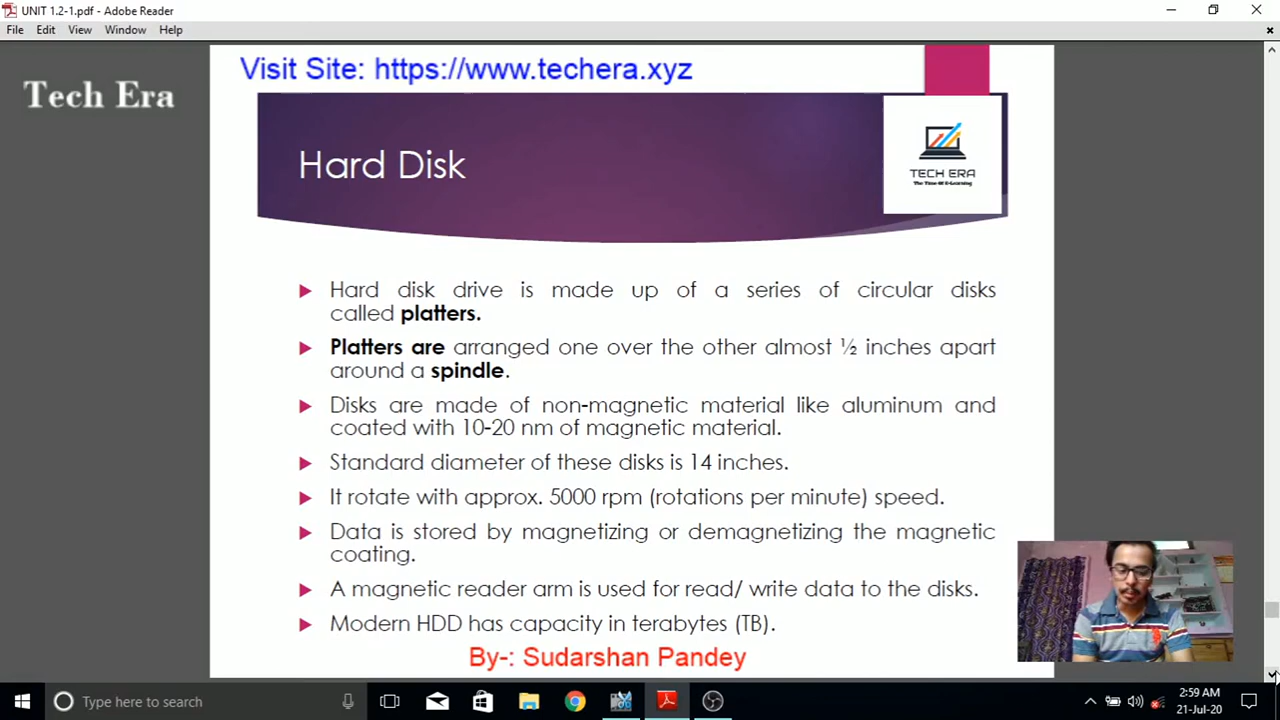 UNIT 1.2-1.pdf - Adobe Reader
File Edit View Window Help
Visit Site: https://www.techera.xyz
Tech Era
Hard Disk
TECH ERA
The Time Of E-Learning
Hard disk drive is made up of a series of circular disks
called platters.
Platters are arranged one over the other almost ½ inches apart
around a spindle.
Disks are made of non-magnetic material like aluminum and
coated with 10-20 nm of magnetic material.
Standard diameter of these disks is 14 inches.
It rotate with approx. 5000 rpm (rotations per minute) speed.
Data is stored by magnetizing or demagnetizing the magnetic
coating.
A magnetic reader arm is used for read/ write data to the disks.
Modern HDD has capacity in terabytes (TB).
By-: Sudarshan Pandey
Type here to search
2:59 AM
21-Jul-20